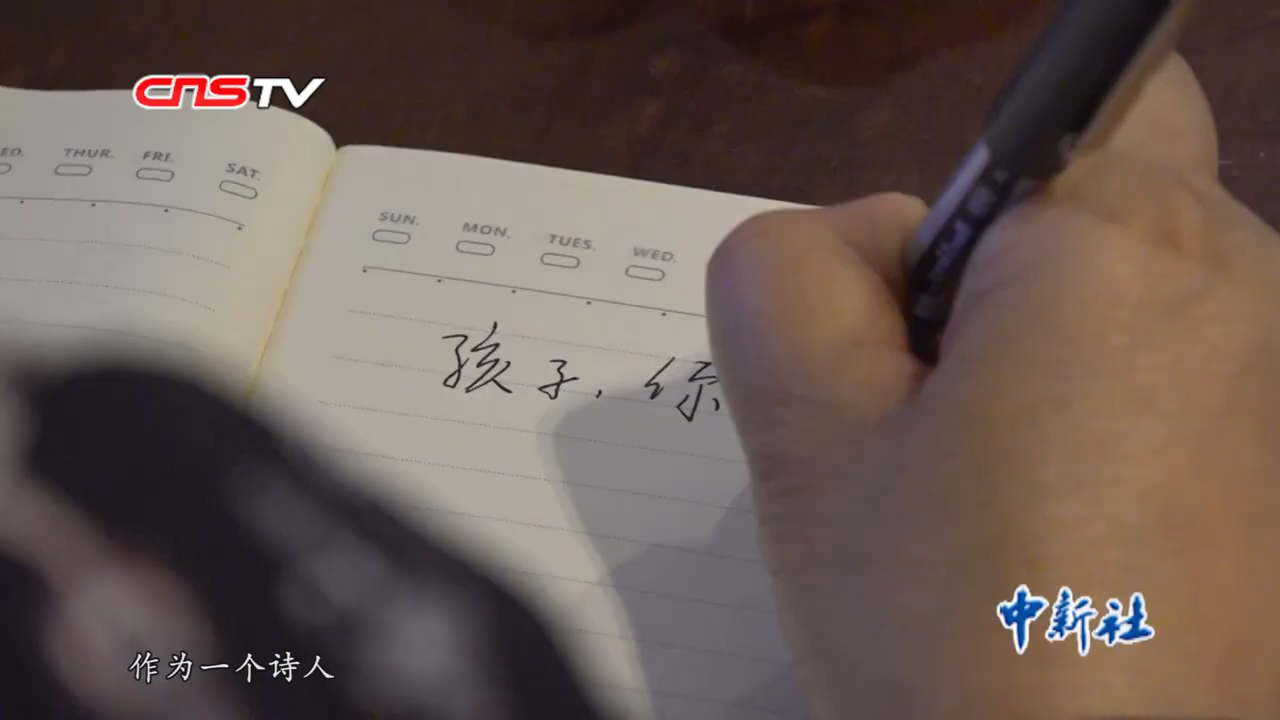 CNSTV
THUR. FRI. SAT.
SUN. MON. TUES. WED.
孩子，你
中新社
作为一个诗人